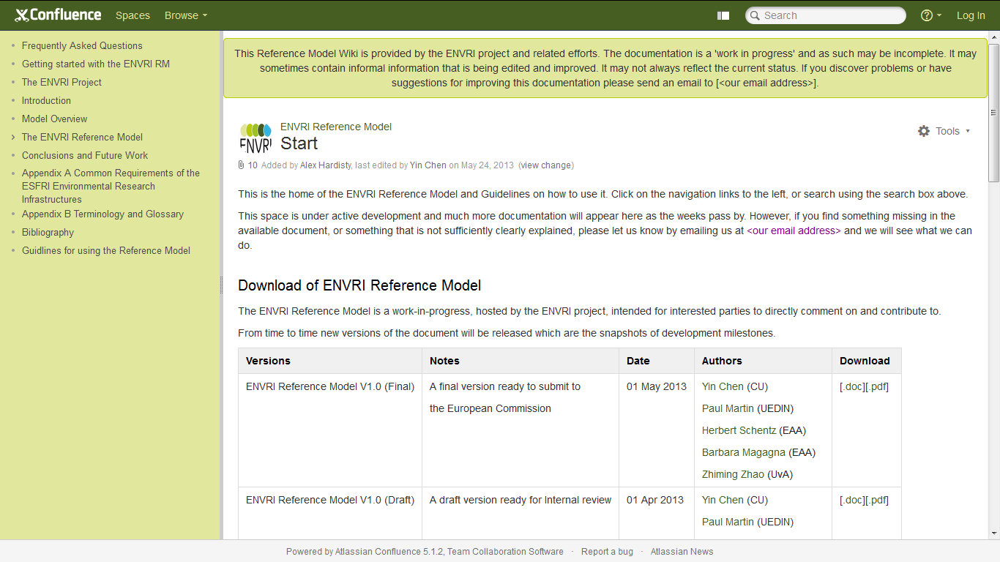 Confluence Spaces Browse Search Log In
Frequently Asked Questions
Getting started with the ENVRI RM
The ENVRI Project
Introduction
Model Overview
The ENVRI Reference Model
Conclusions and Future Work
Appendix A Common Requirements of the
ESFRI Environmental Research
Infrastructures
Appendix B Terminology and Glossary
Bibliography
Guidlines for using the Reference Model
This Reference Model Wiki is provided by the ENVRI project and related efforts. The documentation is a 'work in progress' and as such may be incomplete. It may
sometimes contain informal information that is being edited and improved. It may not always reflect the current status. If you discover problems or have
suggestions for improving this documentation please send an email to [<our email address>].
ENVRI
ENVRI Reference Model
Start
Tools
10 Added by Alex Hardisty, last edited by Yin Chen on May 24, 2013 (view change)
This is the home of the ENVRI Reference Model and Guidelines on how to use it. Click on the navigation links to the left, or search using the search box above.
This space is under active development and much more documentation will appear here as the weeks pass by. However, if you find something missing in the
available document, or something that is not sufficiently clearly explained, please let us know by emailing us at <our email address> and we will see what we can
do.
Download of ENVRI Reference Model
The ENVRI Reference Model is a work-in-progress, hosted by the ENVRI project, intended for interested parties to directly comment on and contribute to.
From time to time new versions of the document will be released which are the snapshots of development milestones.
Versions Notes Date Authors Download
ENVRI Reference Model V1.0 (Final) A final version ready to submit to 01 May 2013 Yin Chen (CU) [.doc][.pdf]
the European Commission Paul Martin (UEDIN)
Herbert Schentz (EAA)
Barbara Magagna (EAA)
Zhiming Zhao (UvA)
ENVRI Reference Model V1.0 (Draft) A draft version ready for Internal review 01 Apr 2013 Yin Chen (CU) [.doc][.pdf]
Paul Martin (UEDIN)
Powered by Atlassian Confluence 5.1.2, Team Collaboration Software · Report a bug · Atlassian News